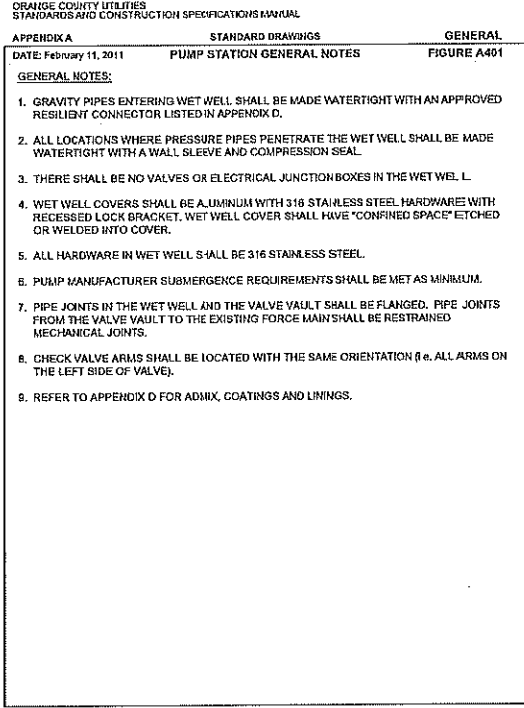 ORANGE COUNTY UTILITIES
STANDARDS AND CONSTRUCTION SPECIFICATIONS MANUAL
APPENDIX A STANDARD DRAWINGS GENERAL
DATE: February 11, 2011 PUMP STATION GENERAL NOTES FIGURE A401
GENERAL NOTES:
1. GRAVITY PIPES ENTERING WET WELL SHALL BE MADE WATERTIGHT WITH AN APPROVED
RESILIENT CONNECTOR LISTED IN APPENDIX D.
2. ALL LOCATIONS WHERE PRESSURE PIPES PENETRATE THE WET WELL SHALL BE MADE
WATERTIGHT WITH A WALL SLEEVE AND COMPRESSION SEAL.
3. THERE SHALL BE NO VALVES OR ELECTRICAL JUNCTION BOXES IN THE WET WELL.
4. WET WELL COVERS SHALL BE ALUMINUM WITH 316 STAINLESS STEEL HARDWARE WITH
RECESSED LOCK BRACKET. WET WELL COVER SHALL HAVE "CONFINED SPACE" ETCHED
OR WELDED INTO COVER.
5. ALL HARDWARE IN WET WELL SHALL BE 316 STAINLESS STEEL.
6. PUMP MANUFACTURER SUBMERGENCE REQUIREMENTS SHALL BE MET AS MINIMUM.
7. PIPE JOINTS IN THE WET WELL AND THE VALVE VAULT SHALL BE FLANGED. PIPE JOINTS
FROM THE VALVE VAULT TO THE EXISTING FORCE MAIN SHALL BE RESTRAINED
MECHANICAL JOINTS.
8. CHECK VALVE ARMS SHALL BE LOCATED WITH THE SAME ORIENTATION (i.e. ALL ARMS ON
THE LEFT SIDE OF VALVE).
9. REFER TO APPENDIX D FOR ADMIX, COATINGS AND LININGS.